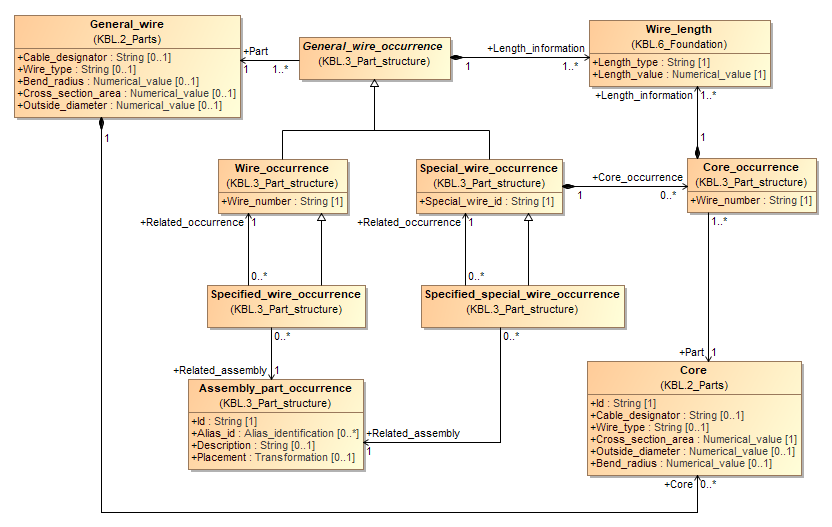 General_wire
(KBL.2_Parts)
+Cable_designator : String [0..1]
+Wire_type : String [0..1]
+Bend_radius : Numerical_value [0..1]
+Cross_section_area : Numerical_value [0..1]
+Outside_diameter : Numerical_value [0..1]
+Part
1
1..*
General_wire_occurrence
(KBL.3_Part_structure)
1
+Length_information
1..*
Wire_length
(KBL.6_Foundation)
+Length_type : String [1]
+Length_value : Numerical_value [1]
+Length_information
1..*
1
1
Wire_occurrence
(KBL.3_Part_structure)
+Wire_number : String [1]
Special_wire_occurrence
(KBL.3_Part_structure)
+Special_wire_id : String [1]
1
+Core_occurrence
0..*
Core_occurrence
(KBL.3_Part_structure)
+Wire_number : String [1]
1..*
+Related_occurrence
1
0..*
+Related_occurrence
1
0..*
Specified_wire_occurrence
(KBL.3_Part_structure)
0..*
Specified_special_wire_occurrence
(KBL.3_Part_structure)
0..*
+Related_assembly
1
Assembly_part_occurrence
(KBL.3_Part_structure)
+Id : String [1]
+Alias_id : Alias_identification [0..*]
+Description : String [0..1]
+Placement : Transformation [0..1]
+Related_assembly
1
+Part
1
Core
(KBL.2_Parts)
+Id : String [1]
+Cable_designator : String [0..1]
+Wire_type : String [0..1]
+Cross_section_area : Numerical_value [1]
+Outside_diameter : Numerical_value [0..1]
+Bend_radius : Numerical_value [0..1]
+Core
0..*